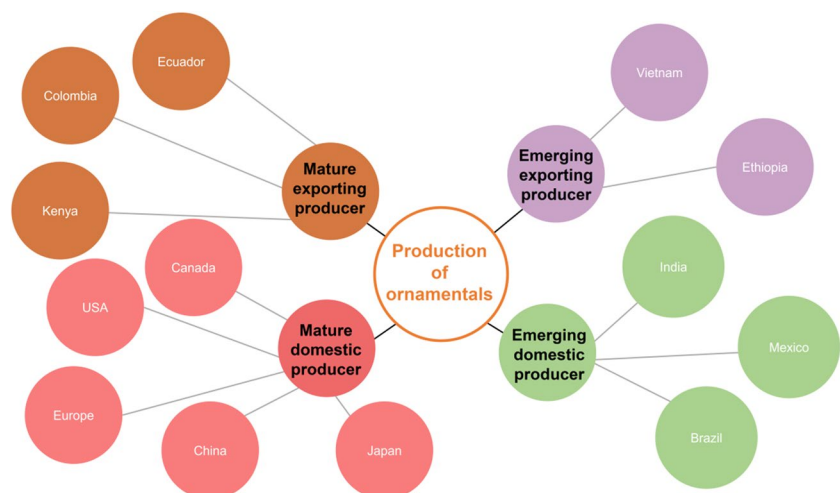 Ecuador
Colombia
Kenya
Mature
exporting
producer
Vietnam
Ethiopia
Emerging
exporting
producer
Production
of
ornamentals
Canada
USA
Europe
China
Japan
Mature
domestic
producer
India
Mexico
Brazil
Emerging
domestic
producer